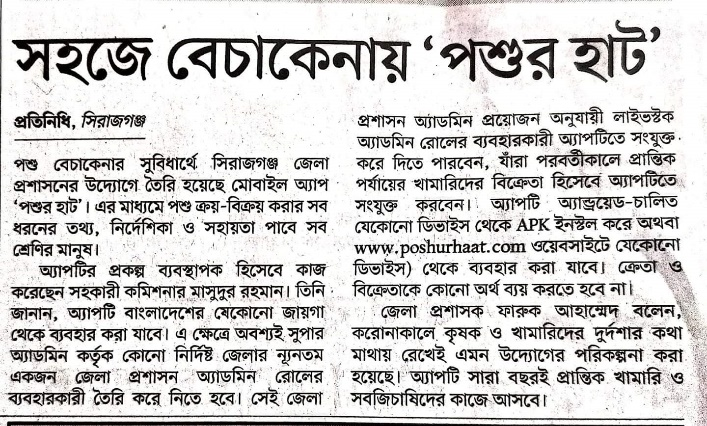 সহজে বেচাকেনায় ‘পশুর হাট’
প্রতিনিধি, সিরাজগঞ্জ
পশু বেচাকেনার সুবিধার্থে সিরাজগঞ্জ জেলা
প্রশাসনের উদ্যোগে তৈরি হয়েছে মোবাইল অ্যাপ
‘পশুর হাট’। এর মাধ্যমে পশু ক্রয়-বিক্রয় করার সব
ধরনের তথ্য, নির্দেশিকা ও সহায়তা পাবে সব
শ্রেণির মানুষ।
অ্যাপটির প্রকল্প ব্যবস্থাপক হিসেবে কাজ
করেছেন সহকারী কমিশনার মাসুদুর রহমান। তিনি
জানান, অ্যাপটি বাংলাদেশের যেকোনো জায়গা
থেকে ব্যবহার করা যাবে। এ ক্ষেত্রে অবশ্যই সুপার
অ্যাডমিন কর্তৃক কোনো নির্দিষ্ট জেলার ন্যূনতম
একজন জেলা প্রশাসন অ্যাডমিন রোলের
ব্যবহারকারী তৈরি করে নিতে হবে। সেই জেলা
প্রশাসন অ্যাডমিন প্রয়োজন অনুযায়ী লাইভস্টক
অ্যাডমিন রোলের ব্যবহারকারী অ্যাপটিতে সংযুক্ত
করে দিতে পারবেন, যাঁরা পরবর্তীকালে প্রান্তিক
পর্যায়ের খামারিদের বিক্রেতা হিসেবে অ্যাপটিতে
সংযুক্ত করবেন। অ্যাপটি অ্যান্ড্রয়েড-চালিত
যেকোনো ডিভাইস থেকে APK ইনস্টল করে অথবা
www.poshurhaat.com ওয়েবসাইটে যেকোনো
ডিভাইস) থেকে ব্যবহার করা যাবে। ক্রেতা ও
বিক্রেতাকে কোনো অর্থ ব্যয় করতে হবে না।
জেলা প্রশাসক ফারুক আহাম্মেদ বলেন,
করোনাকালে কৃষক ও খামারিদের দুর্দশার কথা
মাথায় রেখেই এমন উদ্যোগের পরিকল্পনা করা
হয়েছে। অ্যাপটি সারা বছরই প্রান্তিক খামারি ও
সবজিচাষিদের কাজে আসবে।